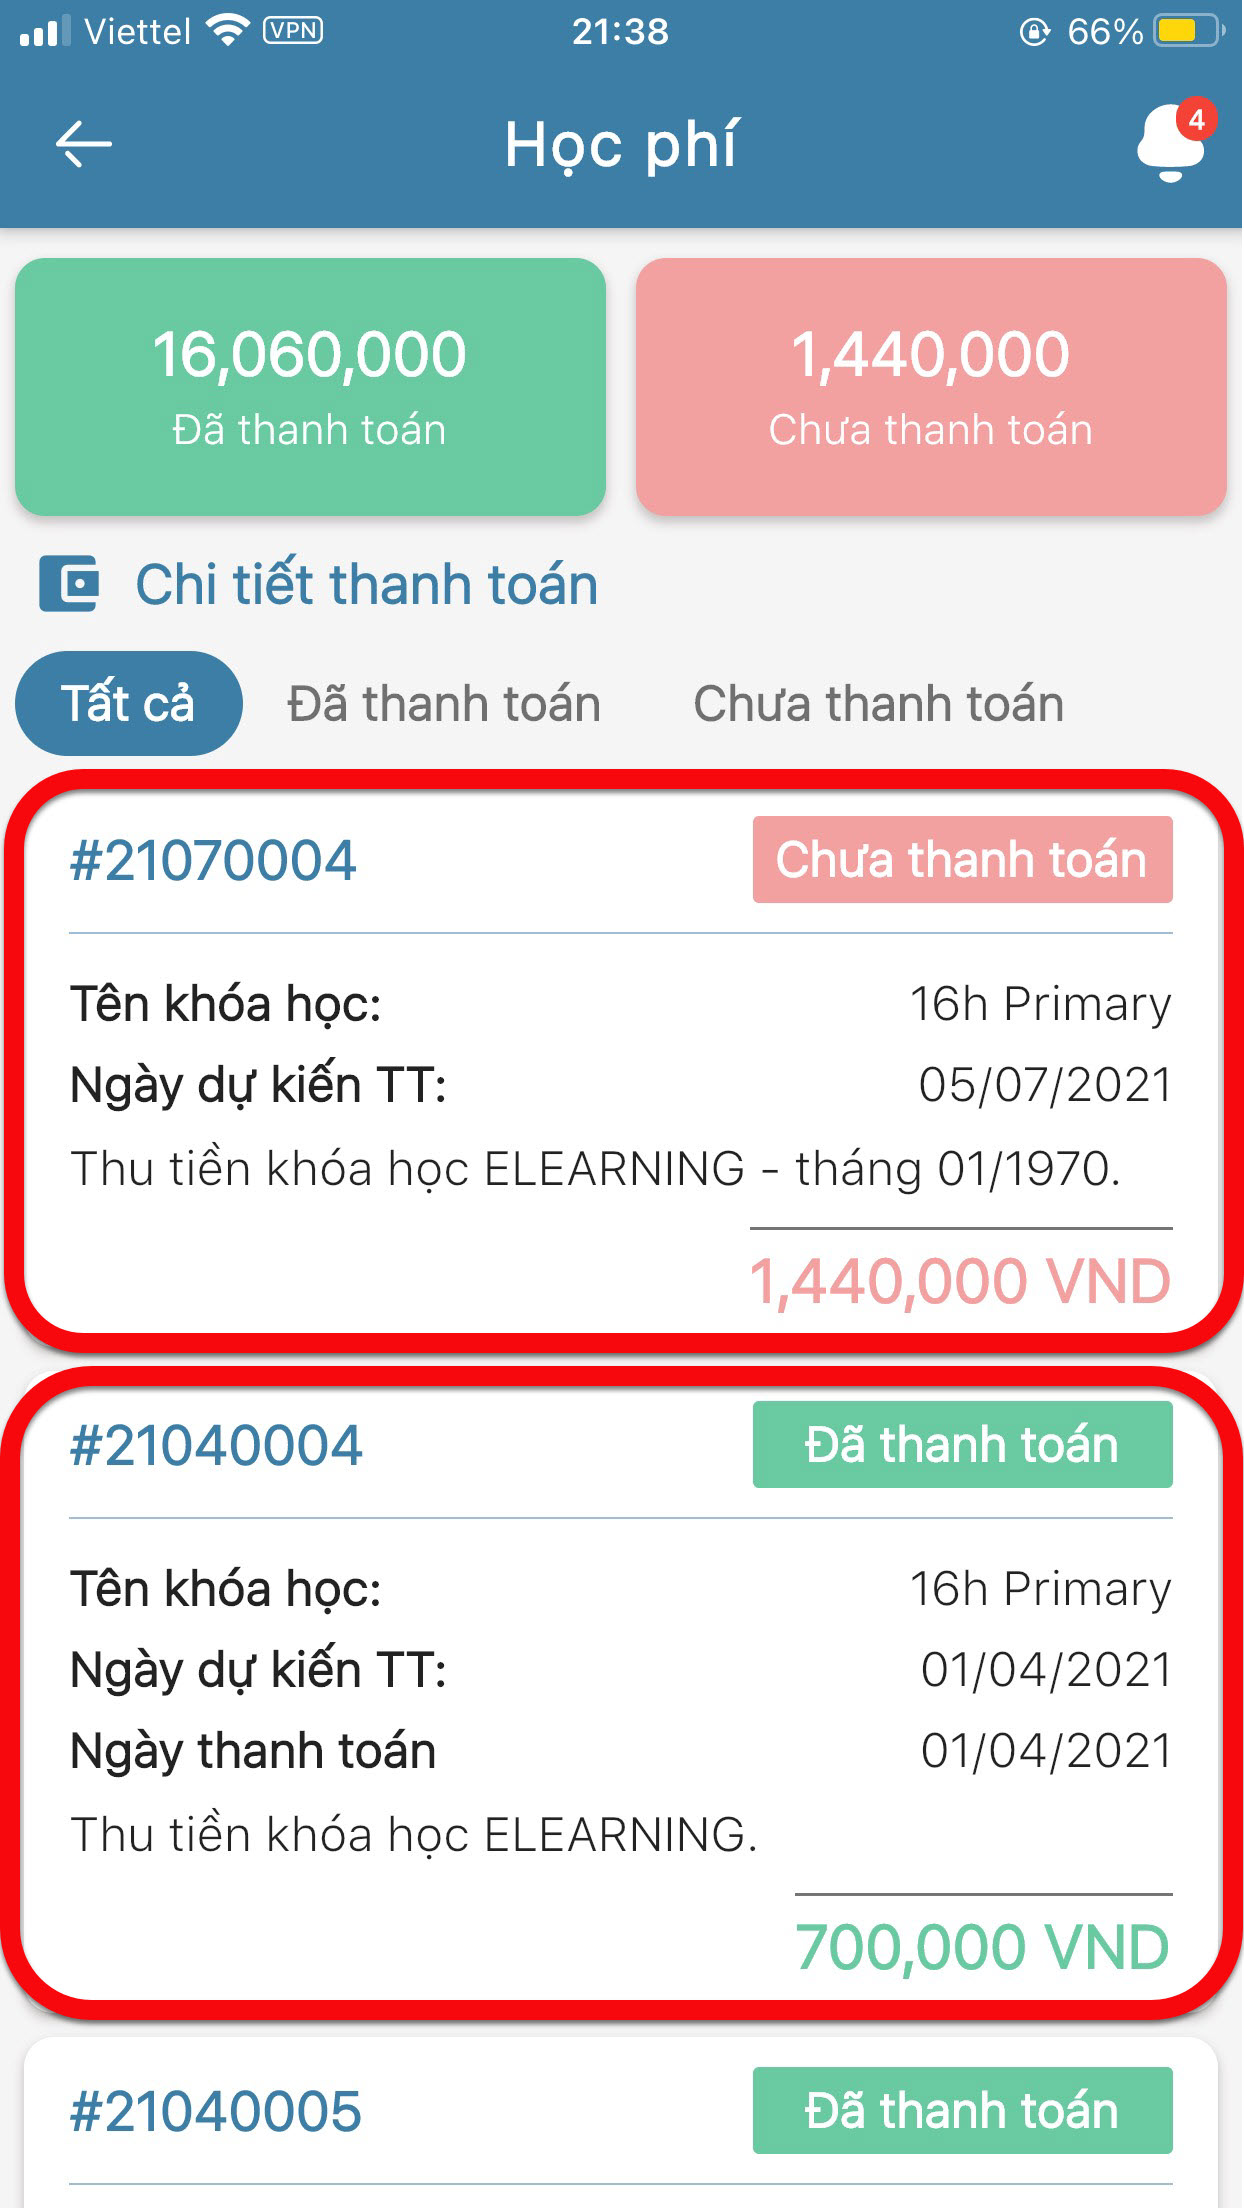 Viettel VPN 21:38 66%
Học phí 4
16,060,000 1,440,000
Đã thanh toán Chưa thanh toán
Chi tiết thanh toán
Tất cả Đã thanh toán Chưa thanh toán
#21070004 Chưa thanh toán
Tên khóa học: 16h Primary
Ngày dự kiến TT: 05/07/2021
Thu tiền khóa học ELEARNING - tháng 01/1970.
1,440,000 VND
#21040004 Đã thanh toán
Tên khóa học: 16h Primary
Ngày dự kiến TT: 01/04/2021
Ngày thanh toán 01/04/2021
Thu tiền khóa học ELEARNING.
700,000 VND
#21040005 Đã thanh toán